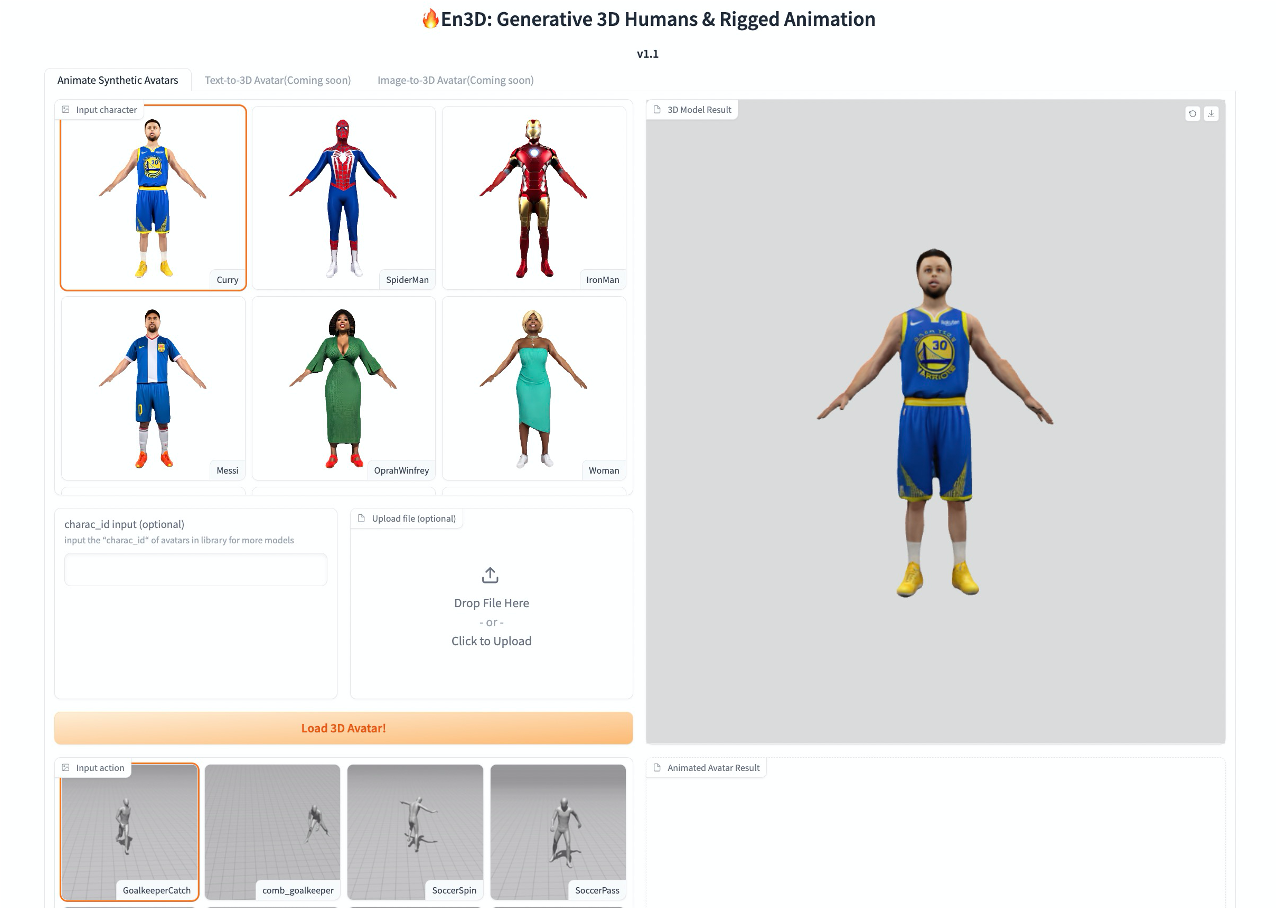 🔥En3D: Generative 3D Humans & Rigged Animation
v1.1
Animate Synthetic Avatars
Text-to-3D Avatar(Coming soon)
Image-to-3D Avatar(Coming soon)
Input character
Curry
SpiderMan
IronMan
Messi
OprahWinfrey
Woman
charac_id input (optional)
input the "charac_id" of avatars in library for more models
Upload file (optional)
Drop File Here
- or -
Click to Upload
Load 3D Avatar!
Input action
GoalkeeperCatch
comb_goalkeeper
SoccerSpin
SoccerPass
3D Model Result
30
WARRIORS
Animated Avatar Result